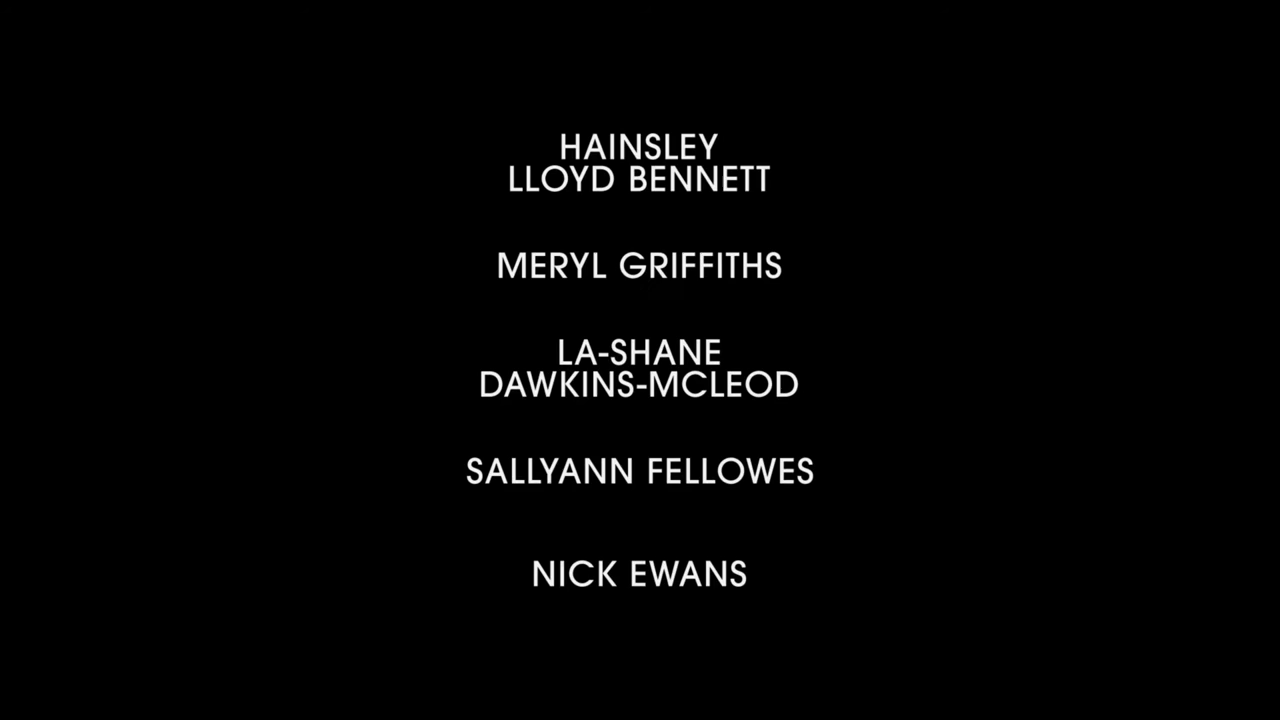 HAINSLEY
LLOYD BENNETT
MERYL GRIFFITHS
LA-SHANE
DAWKINS-MCLEOD
SALLYANN FELLOWES
NICK EWANS